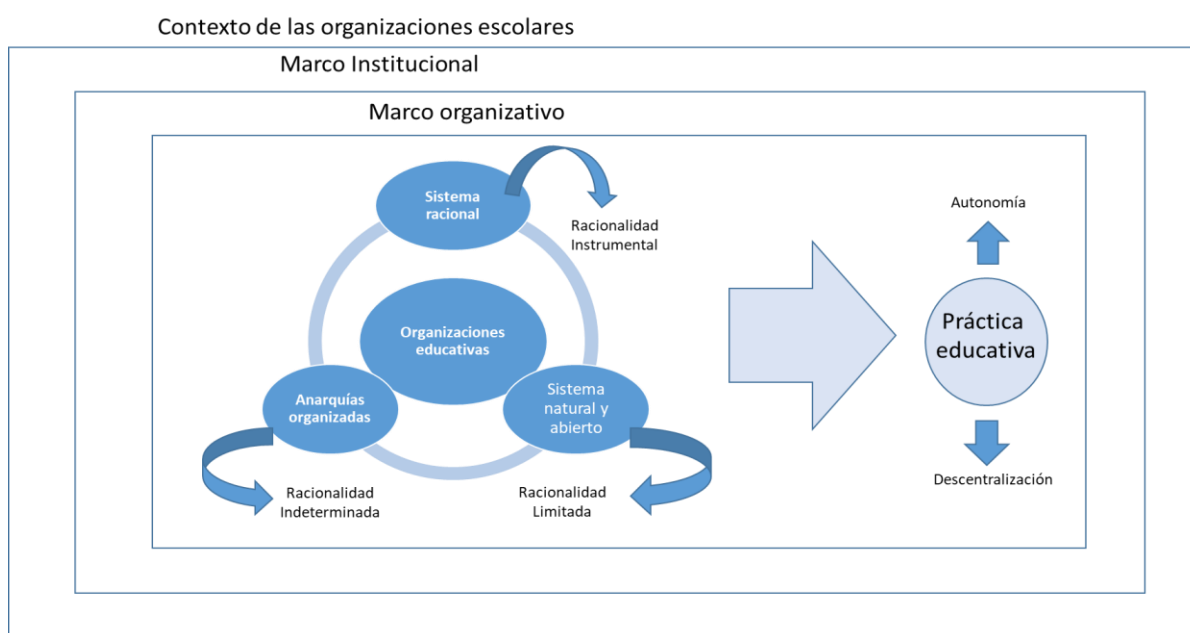 Contexto de las organizaciones escolares
Marco Institucional
Marco organizativo
Sistema
racional
Racionalidad
Instrumental
Organizaciones
educativas
Anarquías
organizadas
Sistema
natural y
abierto
Racionalidad
Indeterminada
Racionalidad
Limitada
Autonomía
Práctica
educativa
Descentralización